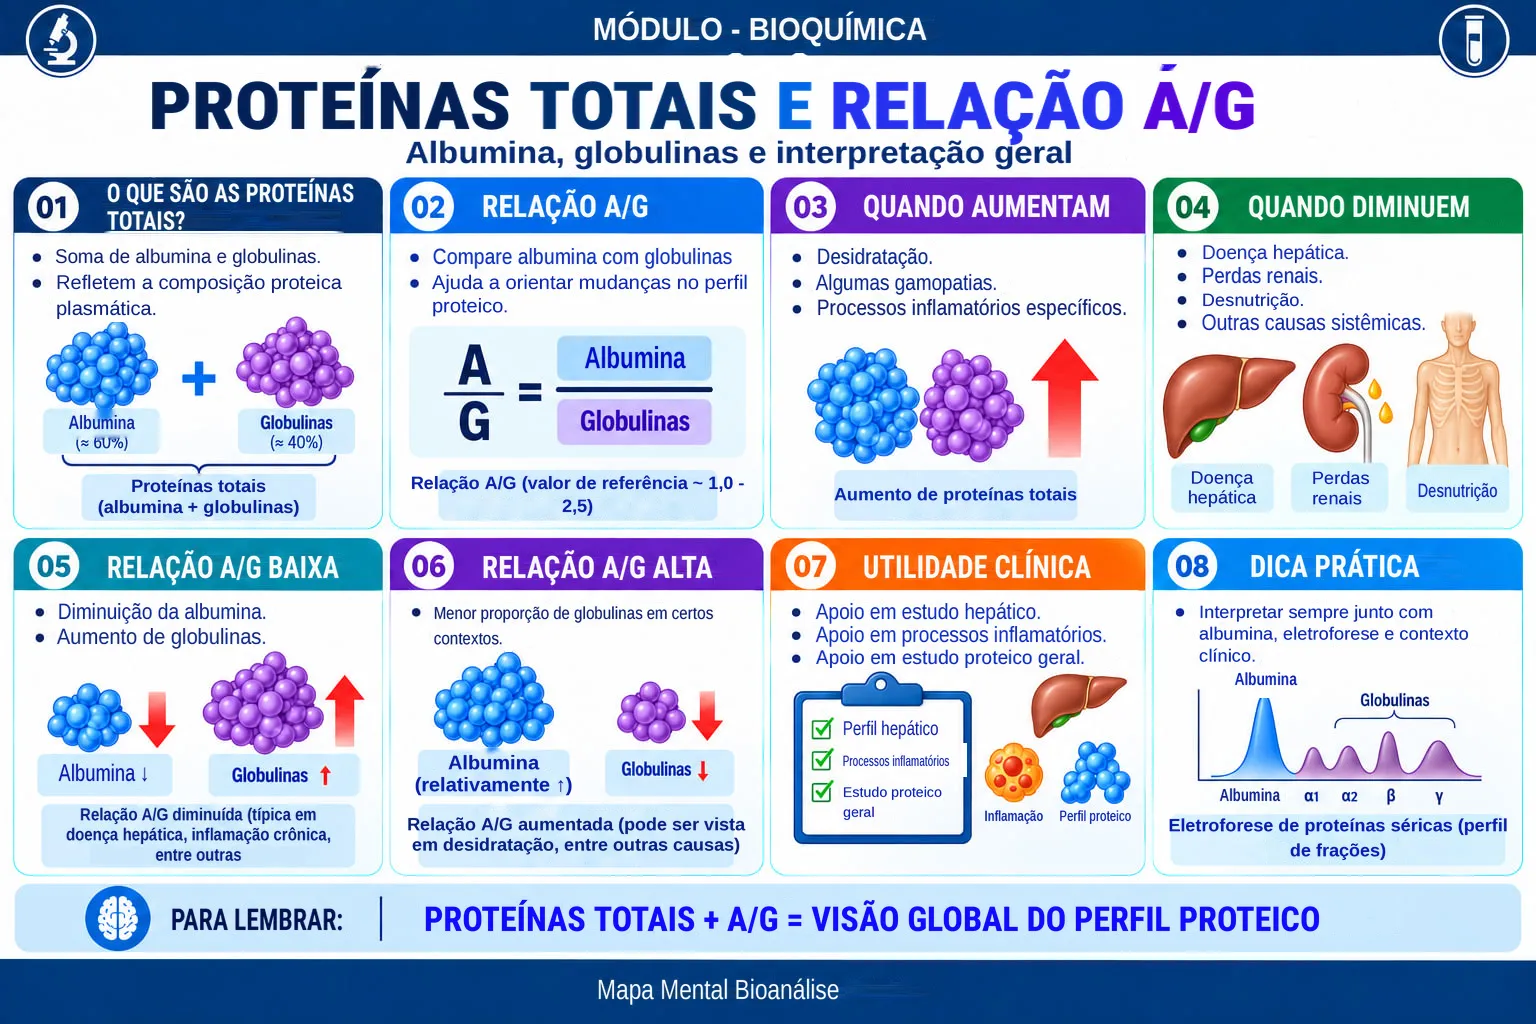 MÓDULO - BIOQUÍMICA
PROTEÍNAS TOTAIS E RELAÇÃO Á/G
Albumina, globulinas e interpretação geral
01
O QUE SÃO AS PROTEÍNAS
TOTAIS?
• Soma de albumina e globulinas.
• Refletem a composição proteica
plasmática.
+
Albumina
(≈ 60%)
Globulinas
(≈ 40%)
Proteínas totais
(albumina + globulinas)
02
RELAÇÃO A/G
• Compare albumina com globulinas
• Ajuda a orientar mudanças no perfil
proteico.
A
G
=
Albumina
Globulinas
Relação A/G (valor de referência ~ 1,0 -
2,5)
03
QUANDO AUMENTAM
• Desidratação.
• Algumas gamopatias.
• Processos inflamatórios específicos.
Aumento de proteínas totais
04
QUANDO DIMINUEM
• Doença hepática.
• Perdas renais.
• Desnutrição.
• Outras causas sistêmicas.
Doença
hepática
Perdas
renais
Desnutrição
05
RELAÇÃO A/G BAIXA
• Diminuição da albumina.
• Aumento de globulinas.
Albumina ↓
Globulinas ↑
Relação A/G diminuída (típica em
doença hepática, inflamação crônica,
entre outras
06
RELAÇÃO A/G ALTA
• Menor proporção de globulinas em certos
contextos.
Albumina
(relativamente ↑)
Globulinas ↓
Relação A/G aumentada (pode ser vista
em desidratação, entre outras causas)
07
UTILIDADE CLÍNICA
• Apoio em estudo hepático.
• Apoio em processos inflamatórios.
• Apoio em estudo proteico geral.
Perfil hepático
Processos inflamatórios
Estudo proteico
geral
Inflamação
Perfil proteico
08
DICA PRÁTICA
• Interpretar sempre junto com
albumina, eletroforese e contexto
clínico.
Albumina
Globulinas
Albumina α1 α2 β γ
Eletroforese de proteínas séricas (perfil
de frações)
PARA LEMBRAR:
PROTEÍNAS TOTAIS + A/G = VISÃO GLOBAL DO PERFIL PROTEICO
Mapa Mental Bioanálise